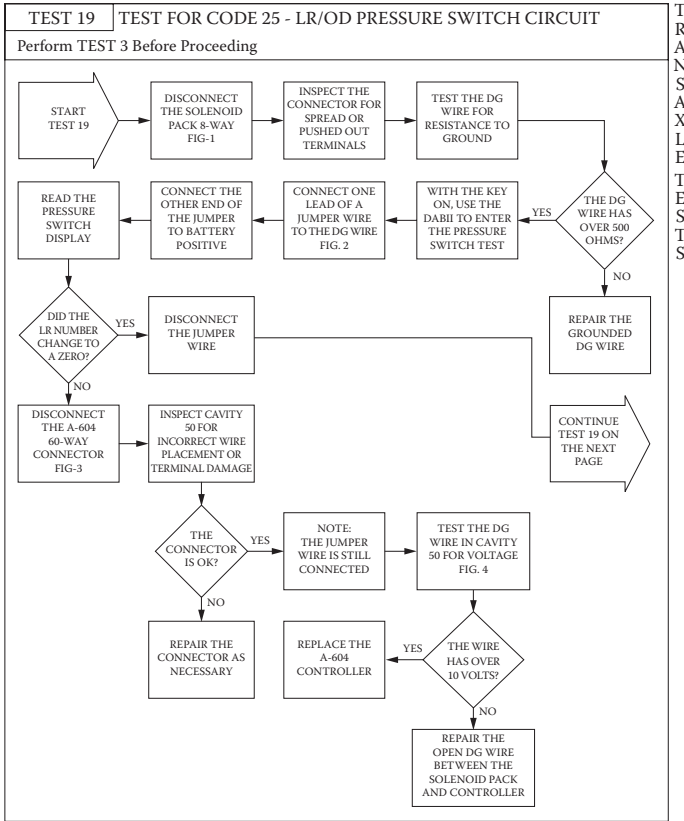 TEST 19
TEST FOR CODE 25 - LR/OD PRESSURE SWITCH CIRCUIT
Perform TEST 3 Before Proceeding
START
TEST 19
DISCONNECT
THE SOLENOID
PACK 8-WAY
FIG-1
INSPECT THE
CONNECTOR FOR
SPREAD OR
PUSHED OUT
TERMINALS
TEST THE DG
WIRE FOR
RESISTANCE TO
GROUND
THE DG
WIRE HAS
OVER 500
OHMS?
YES
NO
REPAIR THE
GROUNDED
DG WIRE
WITH THE KEY
ON, USE THE
DABII TO ENTER
THE PRESSURE
SWITCH TEST
CONNECT ONE
LEAD OF A
JUMPER WIRE
TO THE DG WIRE
FIG. 2
CONNECT THE
OTHER END OF
THE JUMPER
TO BATTERY
POSITIVE
READ THE
PRESSURE
SWITCH
DISPLAY
DID THE
LR NUMBER
CHANGE TO
A ZERO?
YES
NO
DISCONNECT
THE JUMPER
WIRE
CONTINUE
TEST 19 ON
THE NEXT
PAGE
DISCONNECT
THE A-604
60-WAY
CONNECTOR
FIG-3
INSPECT CAVITY
50 FOR
INCORRECT WIRE
PLACEMENT OR
TERMINAL DAMAGE
THE
CONNECTOR
IS OK?
YES
NO
REPAIR THE
CONNECTOR AS
NECESSARY
NOTE:
THE JUMPER
WIRE IS STILL
CONNECTED
TEST THE DG
WIRE IN CAVITY
50 FOR VOLTAGE
FIG. 4
THE WIRE
HAS OVER
10 VOLTS?
YES
NO
REPLACE THE
A-604
CONTROLLER
REPAIR THE
OPEN DG WIRE
BETWEEN THE
SOLENOID PACK
AND CONTROLLER
T
R
A
N
S
A
X
L
E
T
E
S
T
S